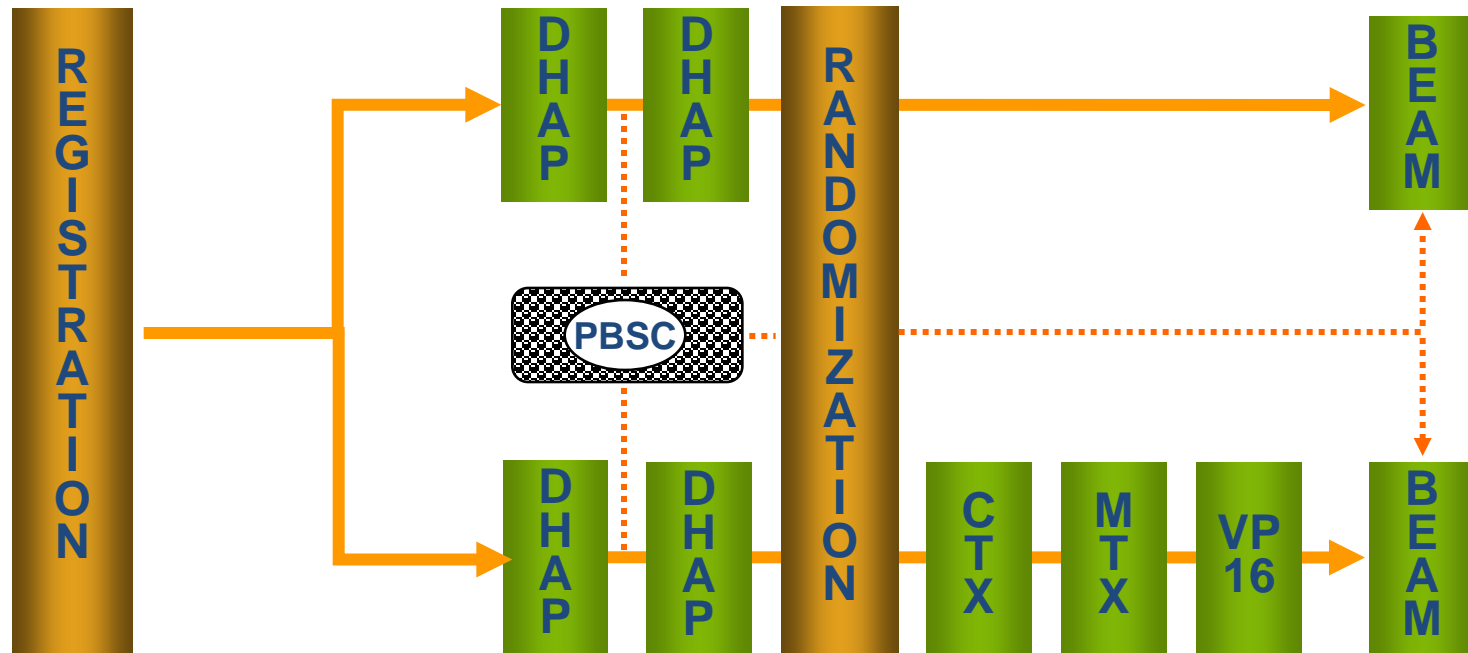 REGISTRATION
DHAP
DHAP
RANDOMIZATION
BEAM
PBSC
DHAP
DHAP
CTX
MTX
VP
16
BEAM